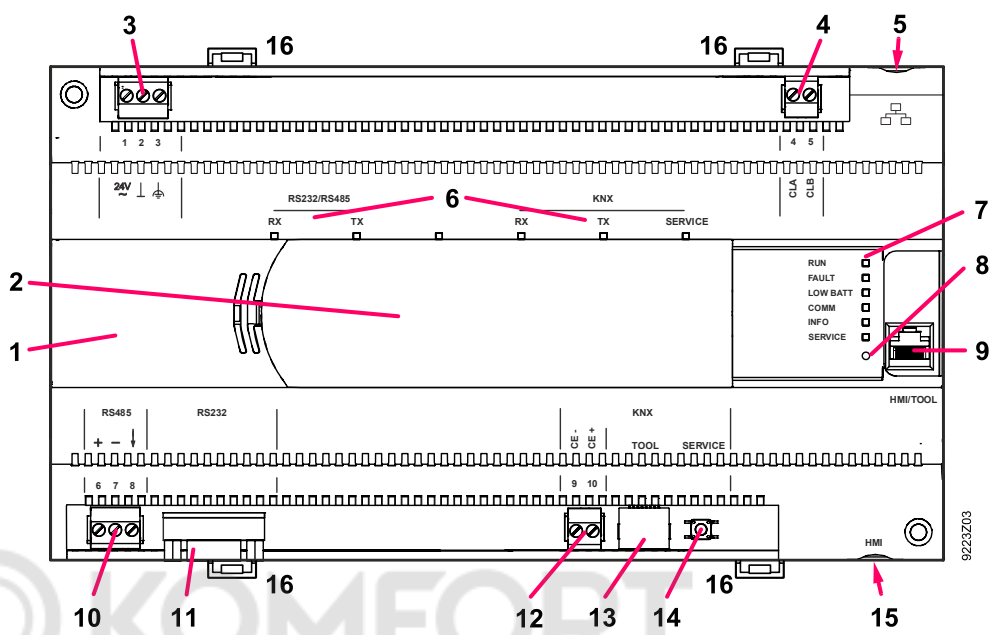 3 16 16 4 5
1 2 3 4 5
24V CLA CLB
RS232/RS485 6 KNX
RX TX RX TX SERVICE
7
RUN
8
FAULT
2
LOW BATT
COMM
INFO
1
SERVICE
9
HMI/TOOL
RS485 RS232 KNX
+ − CE - CE + TOOL SERVICE
6 7 8 9 10
9223Z03
HMI
16 16
10 11 12 13 14 15
KOMFORT